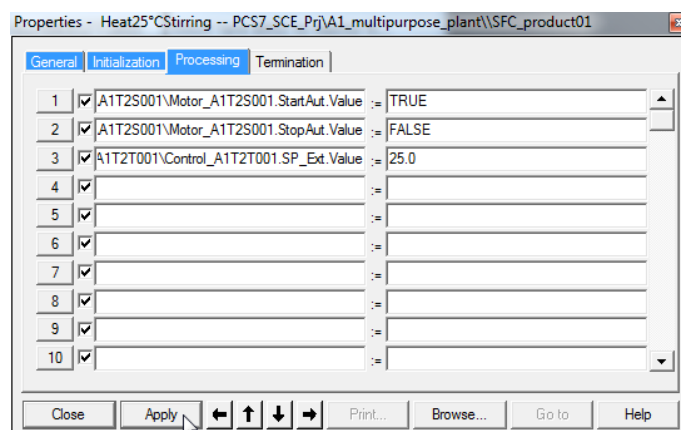 Properties - Heat25°CStirring -- PCS7_SCE_Prj\A1_multipurpose_plant\\SFC_product01
General Initialization Processing Termination
1 .A1T2S001\Motor_A1T2S001.StartAut.Value := TRUE
2 .A1T2S001\Motor_A1T2S001.StopAut.Value := FALSE
3 A1T2T001\Control_A1T2T001.SP_Ext.Value := 25.0
4 :=
5 :=
6 :=
7 :=
8 :=
9 :=
10 :=
Close Apply Print... Browse... Go to Help